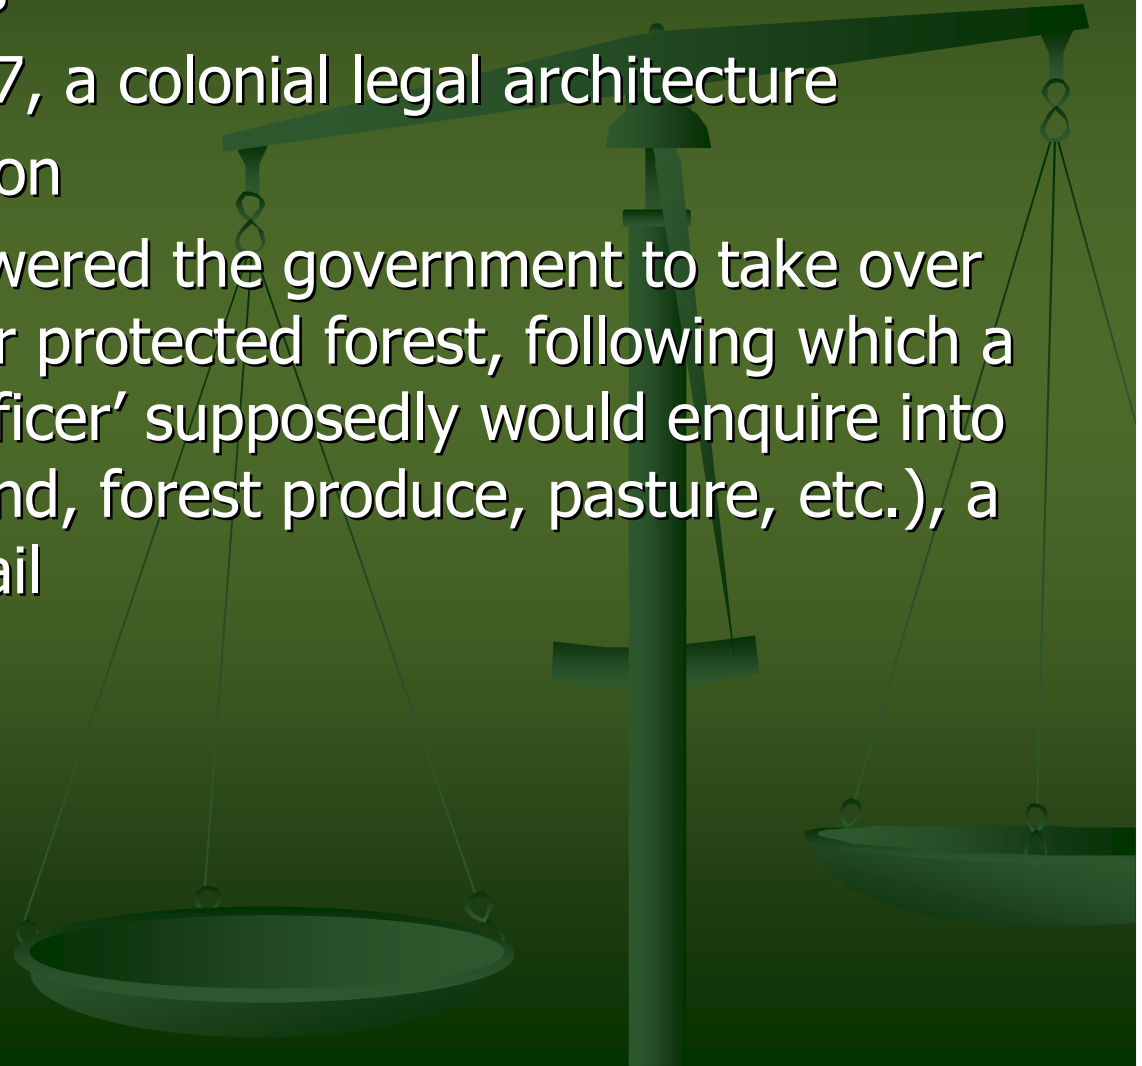 7, a colonial legal architecture
on
wered the government to take over
r protected forest, following which a
ficer’ supposedly would enquire into
nd, forest produce, pasture, etc.), a
ail